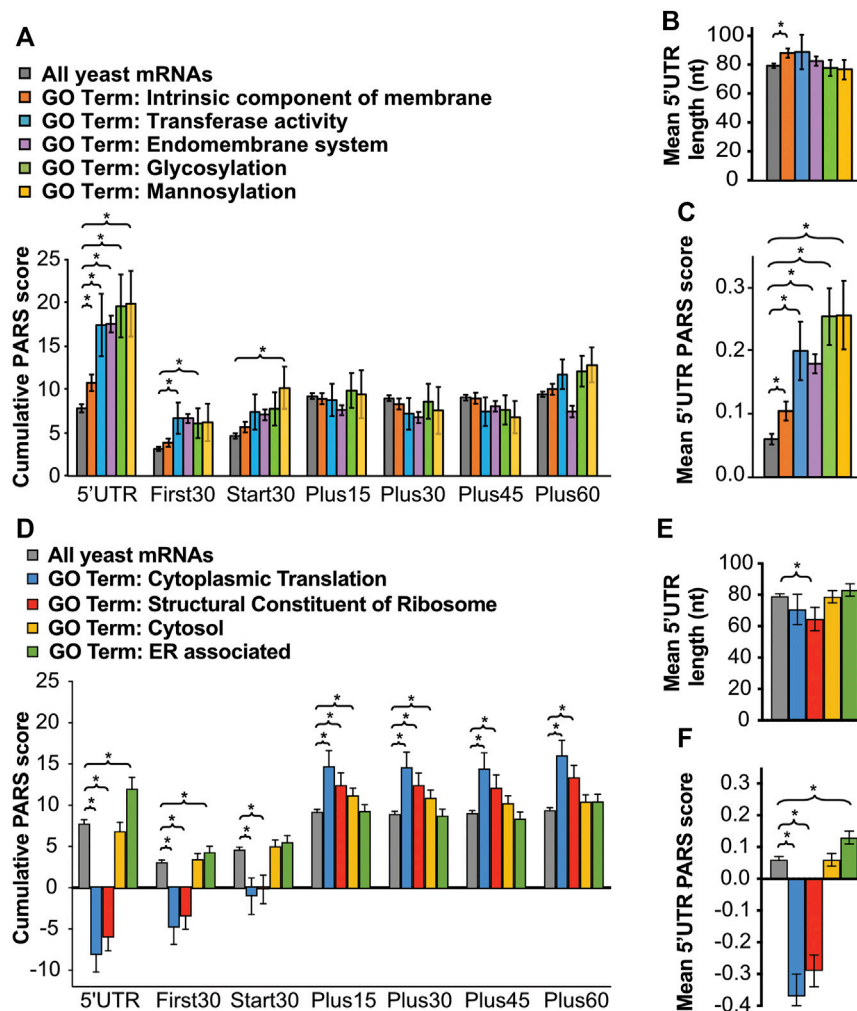 A
All yeast mRNAs
GO Term: Intrinsic component of membrane
GO Term: Transferase activity
GO Term: Endomembrane system
GO Term: Glycosylation
GO Term: Mannosylation
Cumulative PARS score
25
20
15
10
5
0
* * * * *
* * *
*
5'UTR First30 Start30 Plus15 Plus30 Plus45 Plus60
B
Mean 5'UTR
length (nt)
100
80
60
40
20
0
*
C
Mean 5'UTR PARS score
0.3
0.2
0.1
0.0
* * * * *
D
All yeast mRNAs
GO Term: Cytoplasmic Translation
GO Term: Structural Constituent of Ribosome
GO Term: Cytosol
GO Term: ER associated
Cumulative PARS score
25
20
15
10
5
0
-5
-10
* * *
* * *
* *
* * *
* * *
* *
* *
5'UTR First30 Start30 Plus15 Plus30 Plus45 Plus60
E
Mean 5'UTR
length (nt)
100
80
60
40
20
0
*
F
Mean 5'UTR PARS score
0.3
0.2
0.1
0.0
-0.1
-0.2
-0.3
-0.4
* * *